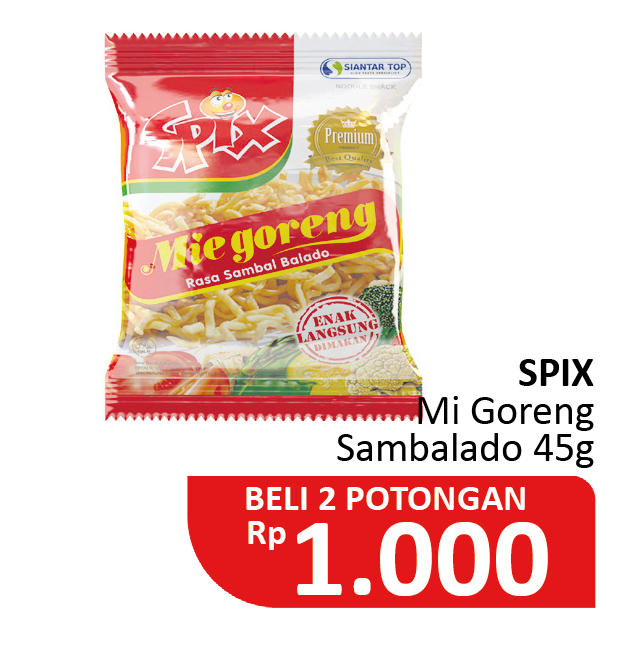 SIANTAR TOP
NOODLE SNACK
SPIX
Premium
Best Quality
Mie goreng
Rasa Sambal Balado
ENAK
LANGSUNG
DIMAKAN
SPIX
Mi Goreng
Sambalado 45g
BELI 2 POTONGAN
Rp 1.000